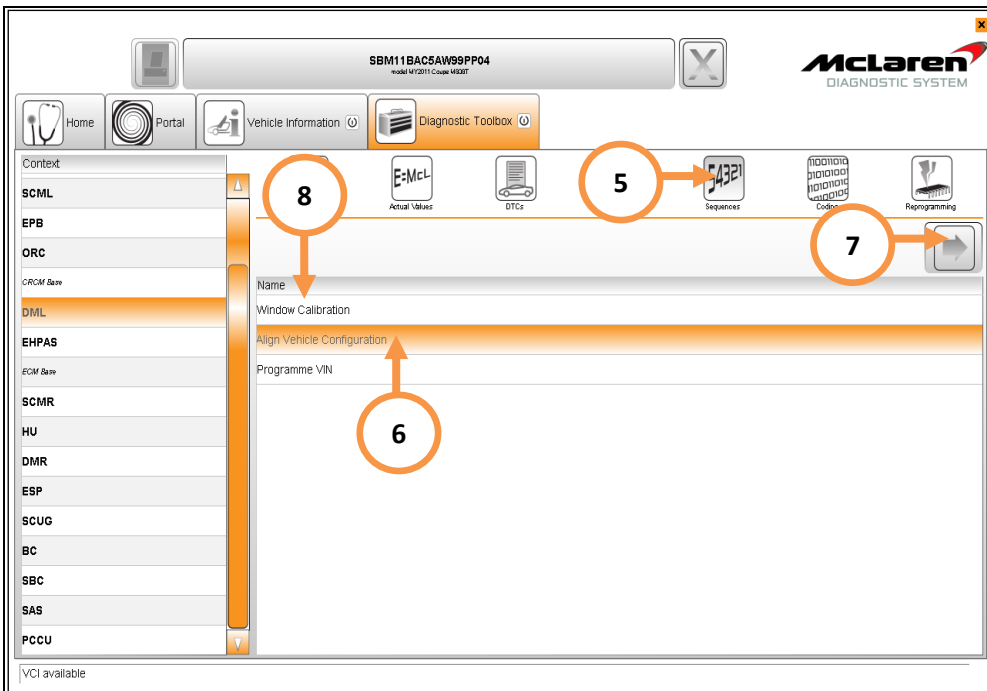 SBM11BAC5AW99PP04
model MY2011 Coupe M838T
McLaren
DIAGNOSTIC SYSTEM
Home
Portal
Vehicle Information
Diagnostic Toolbox
Context
SCML
EPB
ORC
CRCM Base
DML
EHPAS
ECM Base
SCMR
HU
DMR
ESP
SCUG
BC
SBC
SAS
PCCU
8
E=McL
Actual Values
DTCs
5
54321
Sequences
Coding
Reprogramming
7
Name
Window Calibration
Align Vehicle Configuration
Programme VIN
6
VCI available